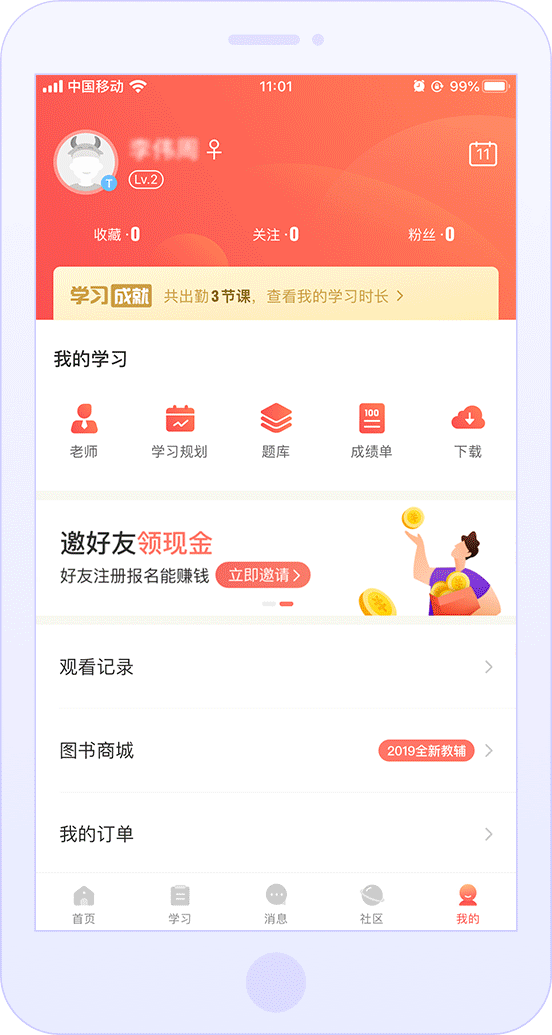 中国移动 11:01 99%
11
Lv.2
T
收藏 · 0 关注 · 0 粉丝 · 0
学习成就 共出勤3节课，查看我的学习时长
我的学习
100
老师 学习规划 题库 成绩单 下载
邀好友领现金
好友注册报名能赚钱 立即邀请
观看记录
图书商城 2019全新教辅
我的订单
首页 学习 消息 社区 我的